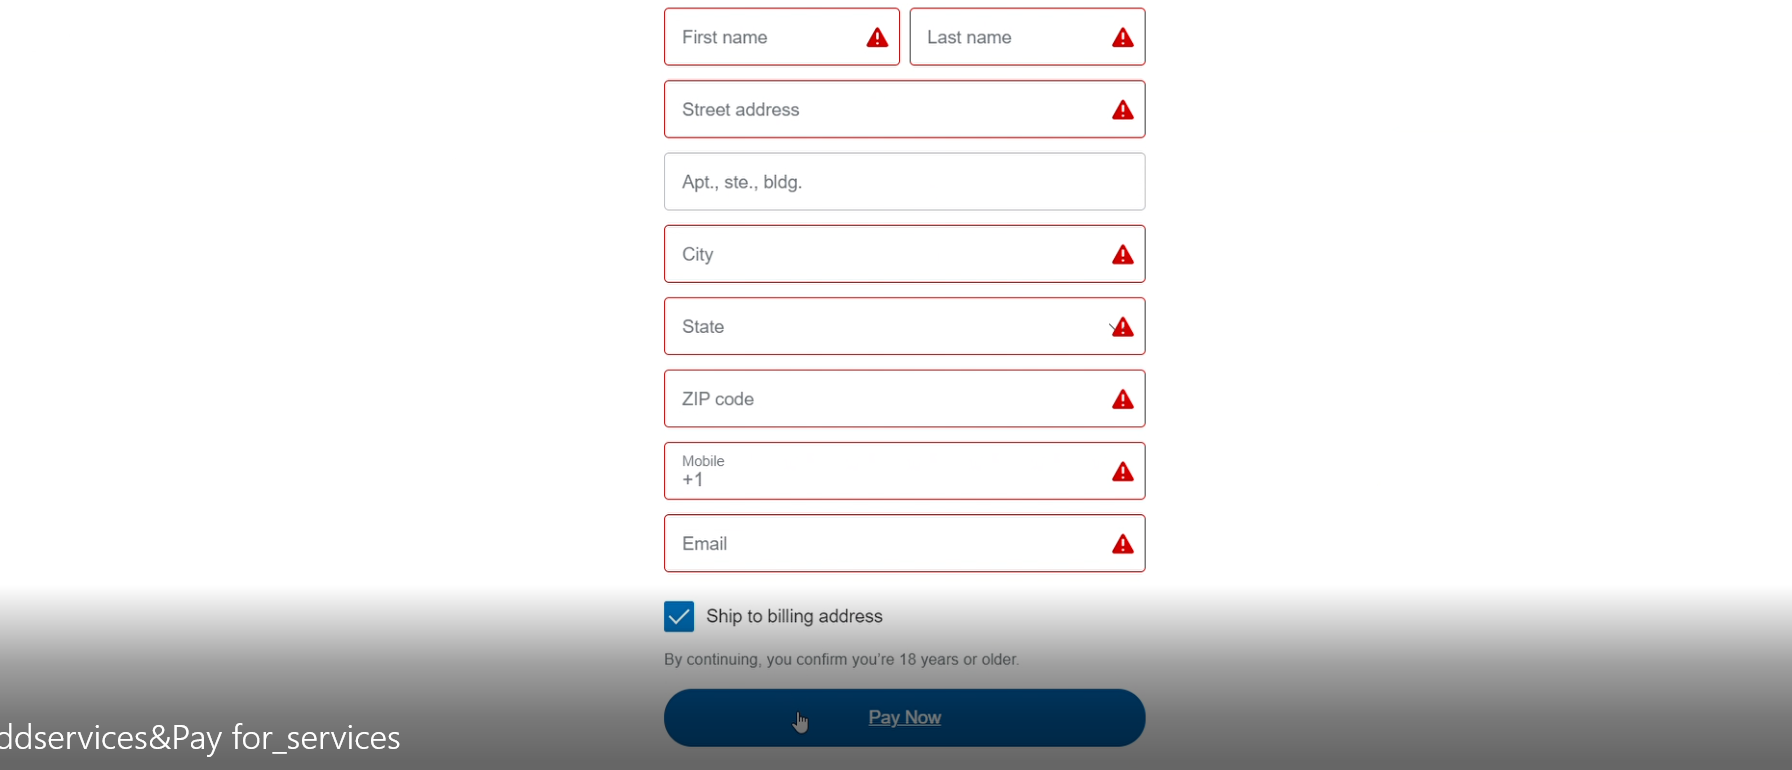 First name
Last name
Street address
Apt., ste., bldg.
City
State
ZIP code
Mobile
+1
Email
Ship to billing address
By continuing, you confirm you're 18 years or older.
Pay Now
ddservices&Pay for_services